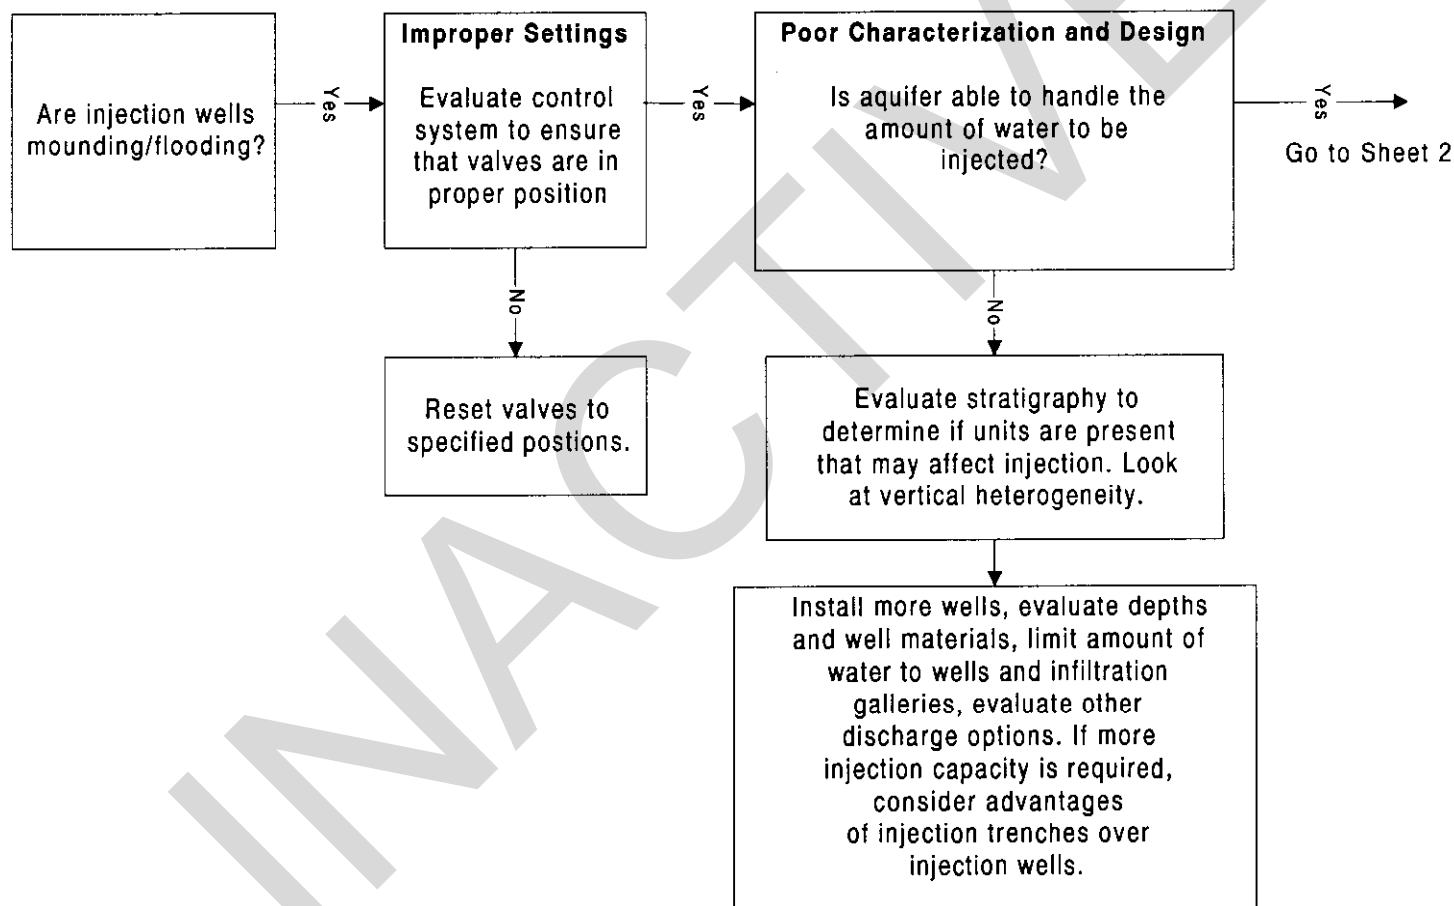 Are injection wells
mounding/flooding?
Yes
Improper Settings
Evaluate control
system to ensure
that valves are in
proper position
Yes
Poor Characterization and Design
Is aquifer able to handle the
amount of water to be
injected?
Yes
Go to Sheet 2
No
Reset valves to
specified postions.
No
Evaluate stratigraphy to
determine if units are present
that may affect injection. Look
at vertical heterogeneity.
Install more wells, evaluate depths
and well materials, limit amount of
water to wells and infiltration
galleries, evaluate other
discharge options. If more
injection capacity is required,
consider advantages
of injection trenches over
injection wells.
INACTIVE